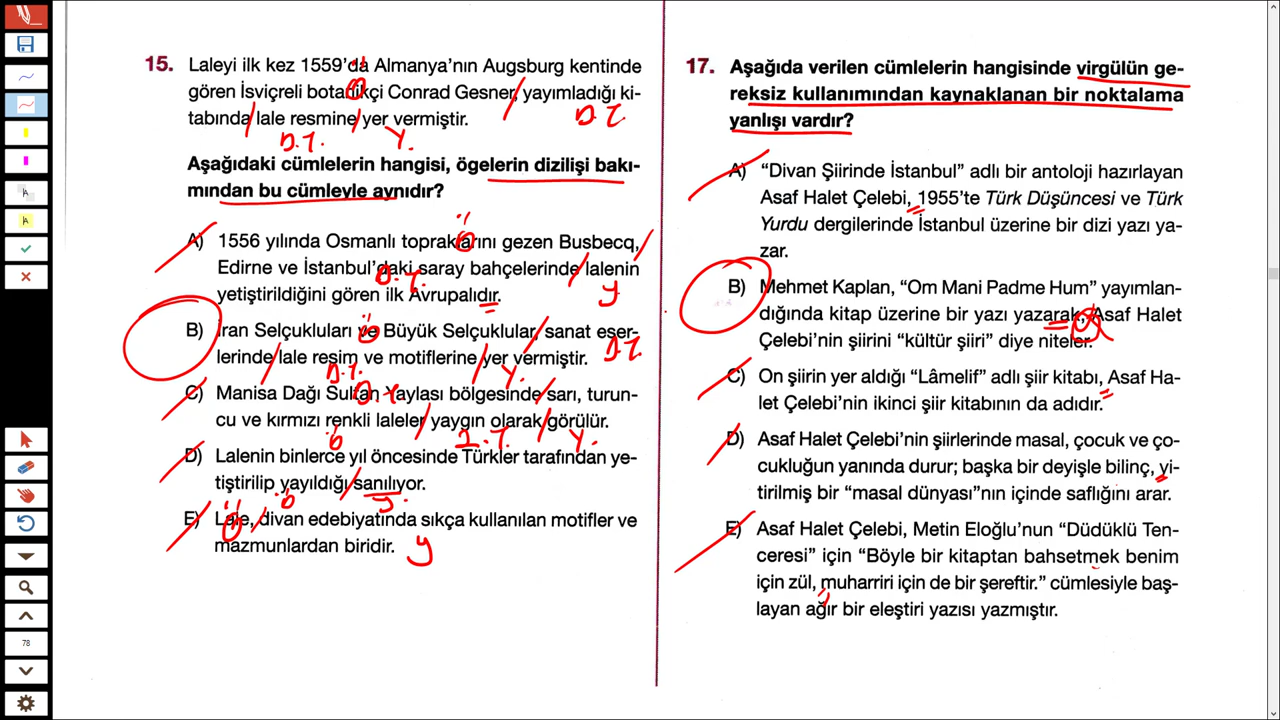 15. Laleyi ilk kez 1559'da Almanya'nın Augsburg kentinde
gören İsviçreli botanikçi Conrad Gesner, yayımladığı ki-
tabında lale resmine yer vermiştir.
Ö
D.T.
D.T. Y.
Aşağıdaki cümlelerin hangisi, ögelerin dizilişi bakı-
mından bu cümleyle aynıdır?
A) 1556 yılında Osmanlı topraklarını gezen Busbecq,
Edirne ve İstanbul'daki saray bahçelerinde lalenin
yetiştirildiğini gören ilk Avrupalıdır.
Ö
D.T.
y
B) İran Selçukluları ve Büyük Selçuklular, sanat eser-
lerinde lale resim ve motiflerine yer vermiştir.
Ö
D.T.
D.T. Y.
C) Manisa Dağı Sultan Yaylası bölgesinde sarı, turun-
cu ve kırmızı renkli laleler yaygın olarak görülür.
D.T
Ö Z.T. Y.
D) Lalenin binlerce yıl öncesinde Türkler tarafından ye-
tiştirilip yayıldığı sanılıyor.
Ö y.
E) Lale, divan edebiyatında sıkça kullanılan motifler ve
mazmunlardan biridir.
Ö
y
17. Aşağıda verilen cümlelerin hangisinde virgülün ge-
reksiz kullanımından kaynaklanan bir noktalama
yanlışı vardır?
A) “Divan Şiirinde İstanbul” adlı bir antoloji hazırlayan
Asaf Halet Çelebi, 1955'te Türk Düşüncesi ve Türk
Yurdu dergilerinde İstanbul üzerine bir dizi yazı ya-
zar.
B) Mehmet Kaplan, “Om Mani Padme Hum” yayımlan-
dığında kitap üzerine bir yazı yazarak, Asaf Halet
Çelebi'nin şiirini “kültür şiiri” diye niteler.
C) On şiirin yer aldığı “Lâmelif” adlı şiir kitabı, Asaf Ha-
let Çelebi'nin ikinci şiir kitabının da adıdır.
D) Asaf Halet Çelebi'nin şiirlerinde masal, çocuk ve ço-
cukluğun yanında durur; başka bir deyişle bilinç, yi-
tirilmiş bir “masal dünyası”nın içinde saflığını arar.
E) Asaf Halet Çelebi, Metin Eloğlu'nun “Düdüklü Ten-
ceresi” için “Böyle bir kitaptan bahsetmek benim
için zül, muharriri için de bir şereftir.” cümlesiyle baş-
layan ağır bir eleştiri yazısı yazmıştır.
78